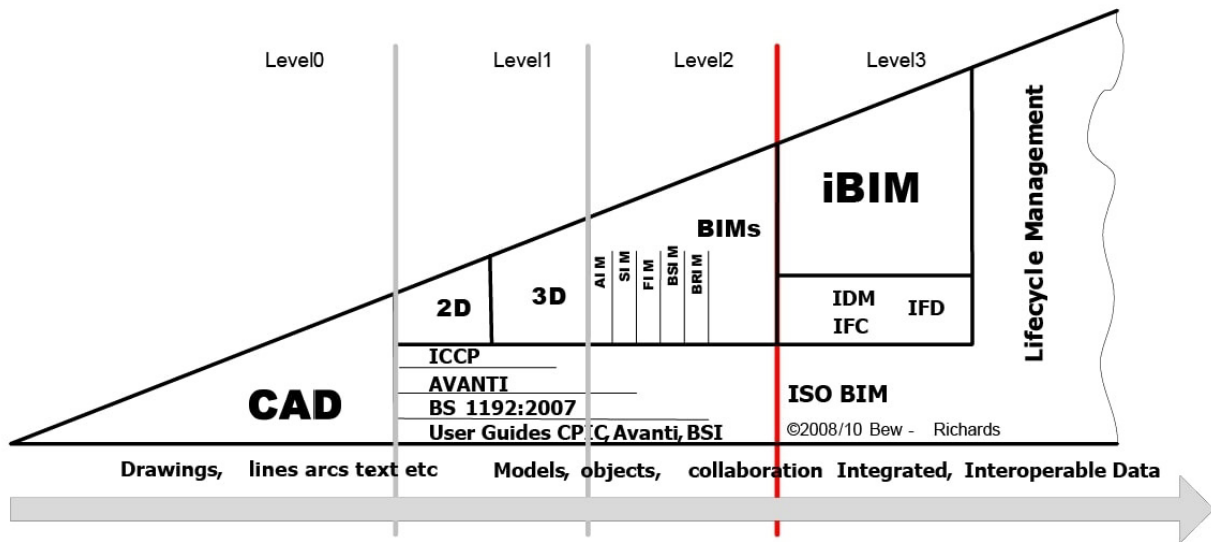 Level0 Level1 Level2 Level3
iBIM
BIMs
Lifecycle Management
AIM
SIM
FIM
BSIM
BRIM
2D 3D
IDM IFD
IFC
ICCP
AVANTI
CAD
ISO BIM
BS 1192:2007
User Guides CPIC, Avanti, BSI
©2008/10 Bew - Richards
Drawings, lines arcs text etc Models, objects, collaboration Integrated, Interoperable Data